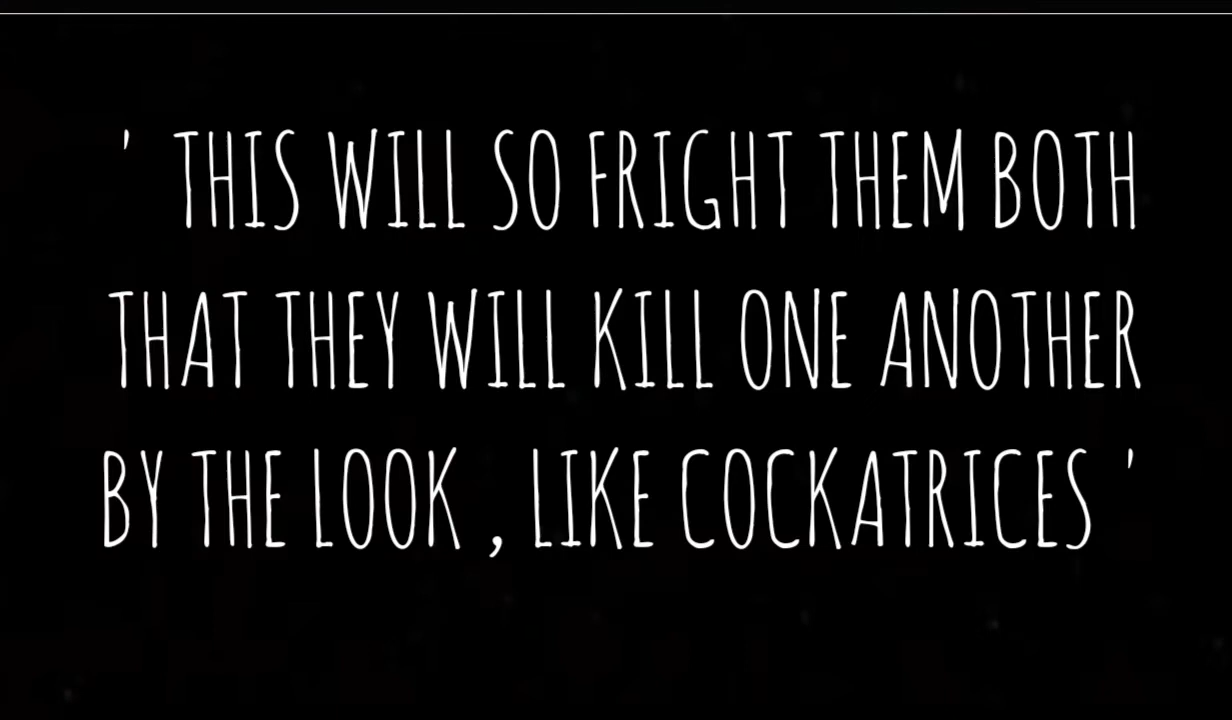 ' THIS WILL SO FRIGHT THEM BOTH
THAT THEY WILL KILL ONE ANOTHER
BY THE LOOK , LIKE COCKATRICES '